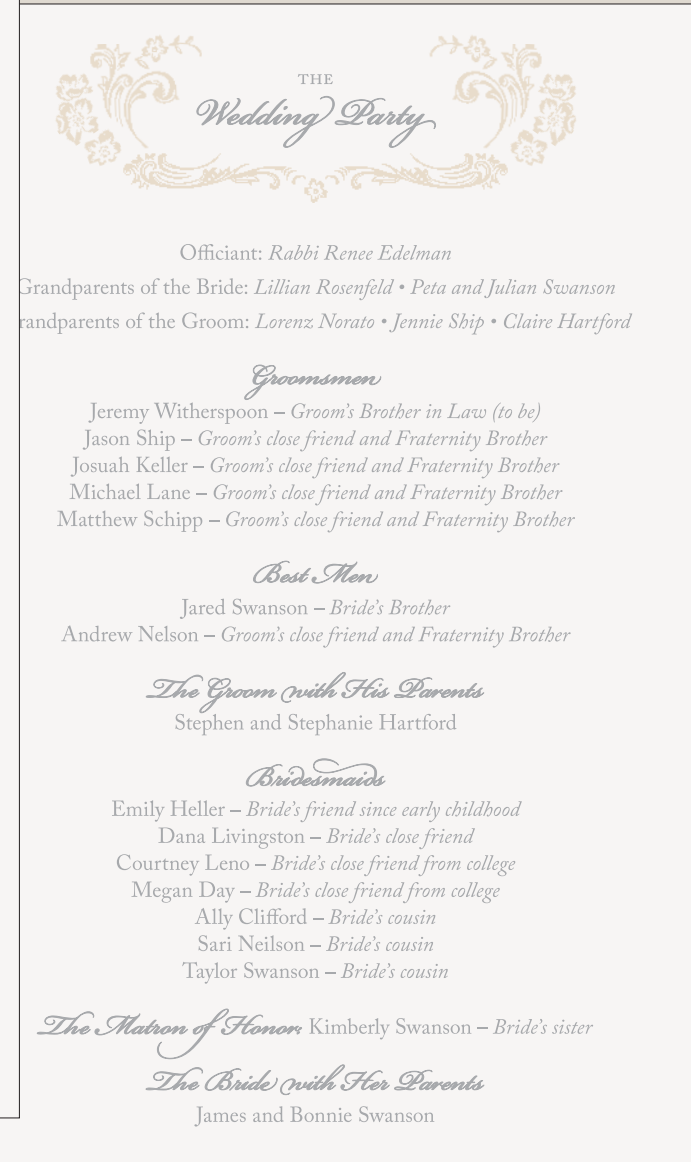 THE
Wedding Party
Officiant: Rabbi Renee Edelman
Grandparents of the Bride: Lillian Rosenfeld • Peta and Julian Swanson
randparents of the Groom: Lorenz Norato • Jennie Ship • Claire Hartford
Groomsmen
Jeremy Witherspoon – Groom's Brother in Law (to be)
Jason Ship – Groom's close friend and Fraternity Brother
Josuah Keller – Groom's close friend and Fraternity Brother
Michael Lane – Groom's close friend and Fraternity Brother
Matthew Schipp – Groom's close friend and Fraternity Brother
Best Men
Jared Swanson – Bride's Brother
Andrew Nelson – Groom's close friend and Fraternity Brother
The Groom with His Parents
Stephen and Stephanie Hartford
Bridesmaids
Emily Heller – Bride's friend since early childhood
Dana Livingston – Bride's close friend
Courtney Leno – Bride's close friend from college
Megan Day – Bride's close friend from college
Ally Clifford – Bride's cousin
Sari Neilson – Bride's cousin
Taylor Swanson – Bride's cousin
The Matron of Honor: Kimberly Swanson – Bride's sister
The Bride with Her Parents
James and Bonnie Swanson